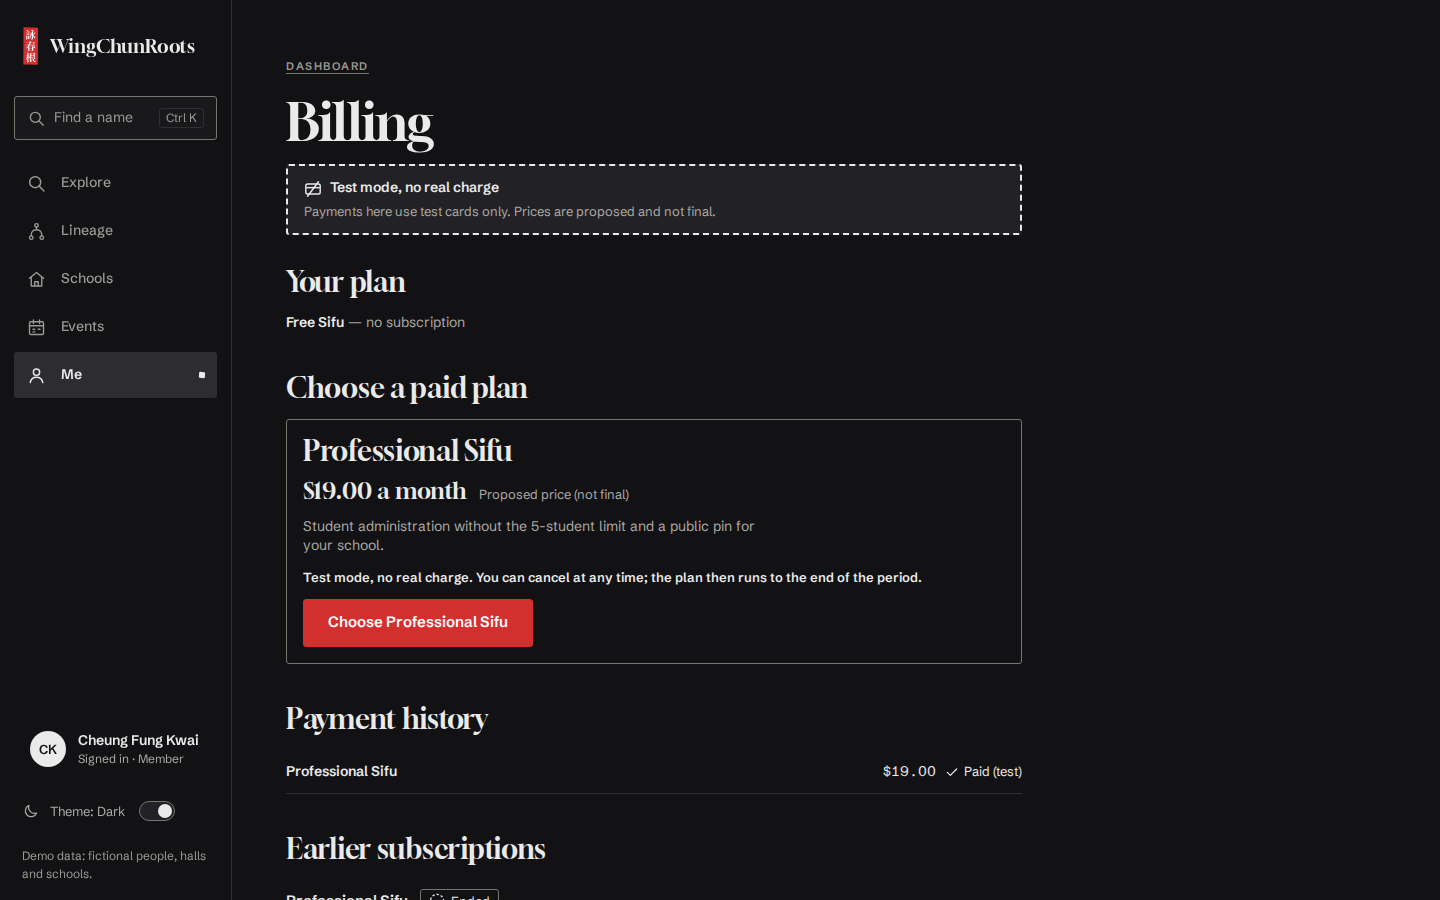 詠春根
WingChunRoots
Find a name
Ctrl K
Explore
Lineage
Schools
Events
Me
CK
Cheung Fung Kwai
Signed in · Member
Theme: Dark
Demo data: fictional people, halls
and schools.
DASHBOARD
Billing
Test mode, no real charge
Payments here use test cards only. Prices are proposed and not final.
Your plan
Free Sifu — no subscription
Choose a paid plan
Professional Sifu
$19.00 a month Proposed price (not final)
Student administration without the 5-student limit and a public pin for
your school.
Test mode, no real charge. You can cancel at any time; the plan then runs to the end of the period.
Choose Professional Sifu
Payment history
Professional Sifu $19.00 Paid (test)
Earlier subscriptions
Professional Sifu Ended